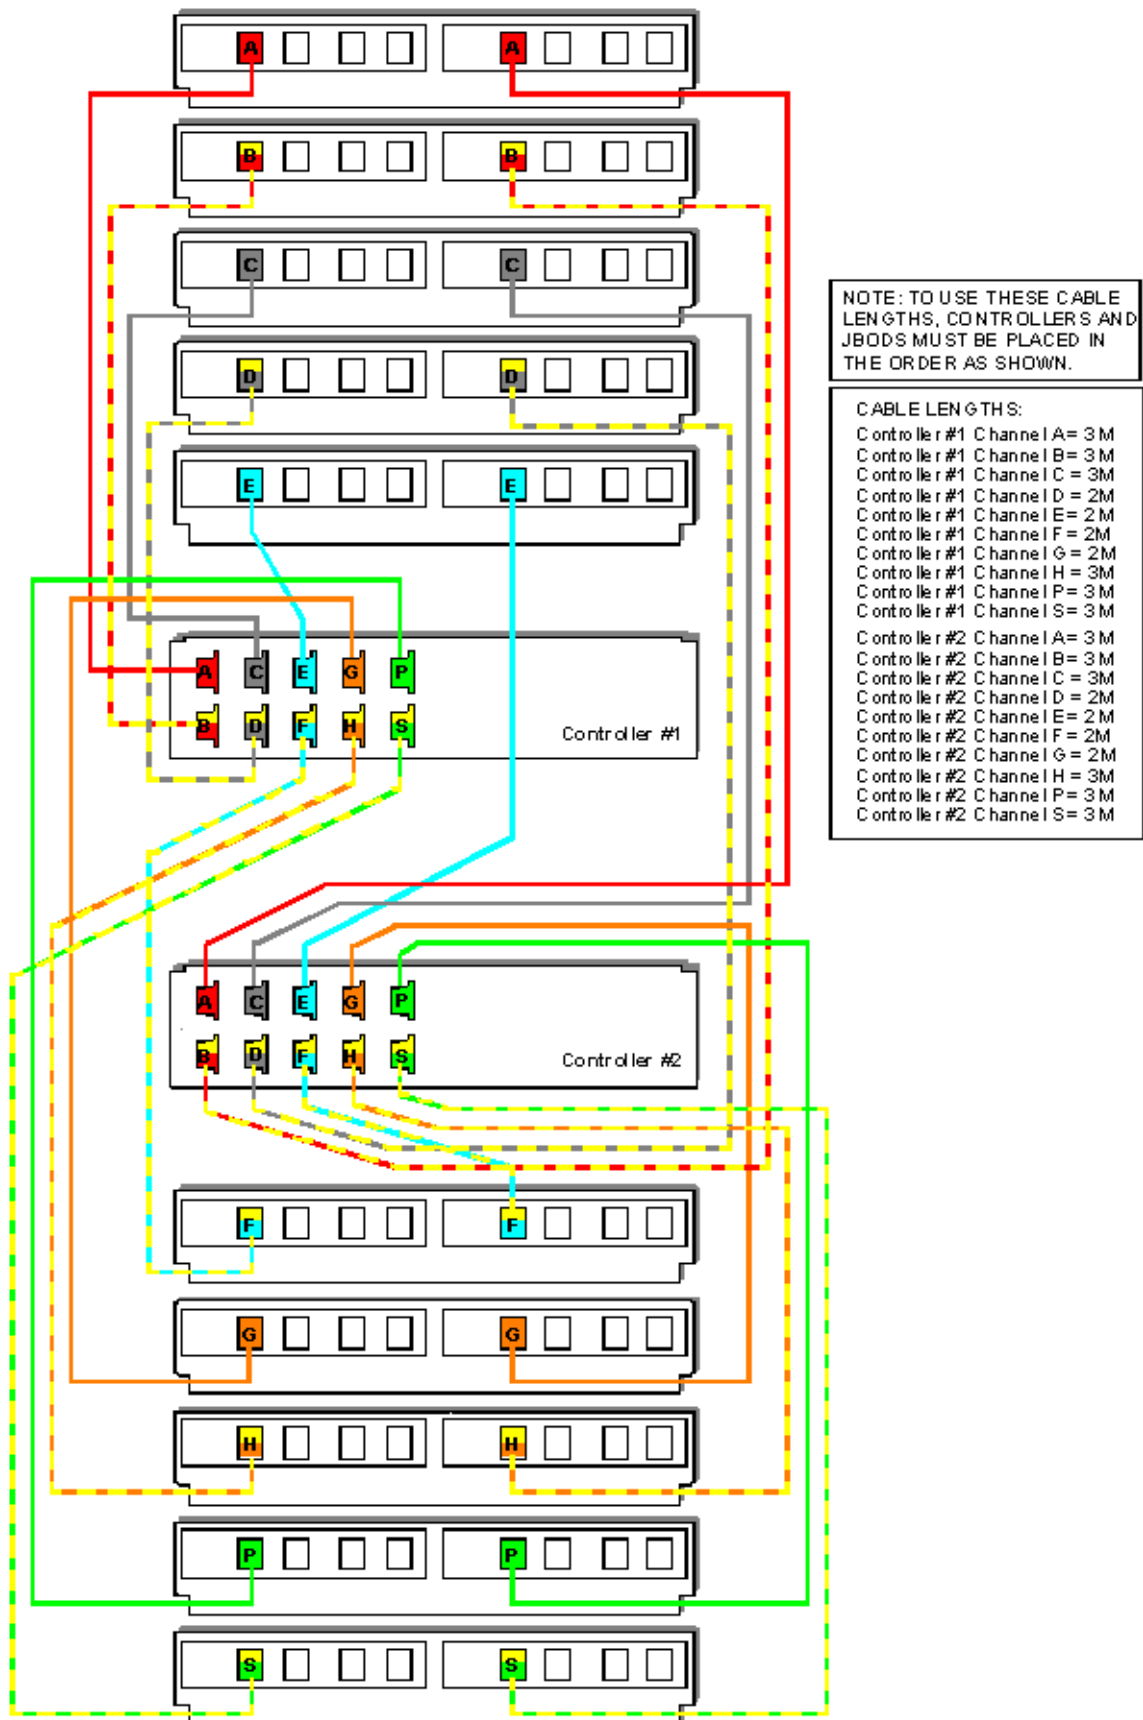 A A
B B
C C
D D
E E
NOTE: TO USE THESE CABLE
LENGTHS, CONTROLLERS AND
JBODS MUST BE PLACED IN
THE ORDER AS SHOWN.
CABLE LENGTHS:
Controller #1 Channel A = 3M
Controller #1 Channel B = 3M
Controller #1 Channel C = 3M
Controller #1 Channel D = 2M
Controller #1 Channel E = 2M
Controller #1 Channel F = 2M
Controller #1 Channel G = 2M
Controller #1 Channel H = 3M
Controller #1 Channel P = 3M
Controller #1 Channel S = 3M
Controller #2 Channel A = 3M
Controller #2 Channel B = 3M
Controller #2 Channel C = 3M
Controller #2 Channel D = 2M
Controller #2 Channel E = 2M
Controller #2 Channel F = 2M
Controller #2 Channel G = 2M
Controller #2 Channel H = 3M
Controller #2 Channel P = 3M
Controller #2 Channel S = 3M
A C E G P
B D F H S
Controller #1
A C E G P
B D F H S
Controller #2
F F
G G
H H
P P
S S